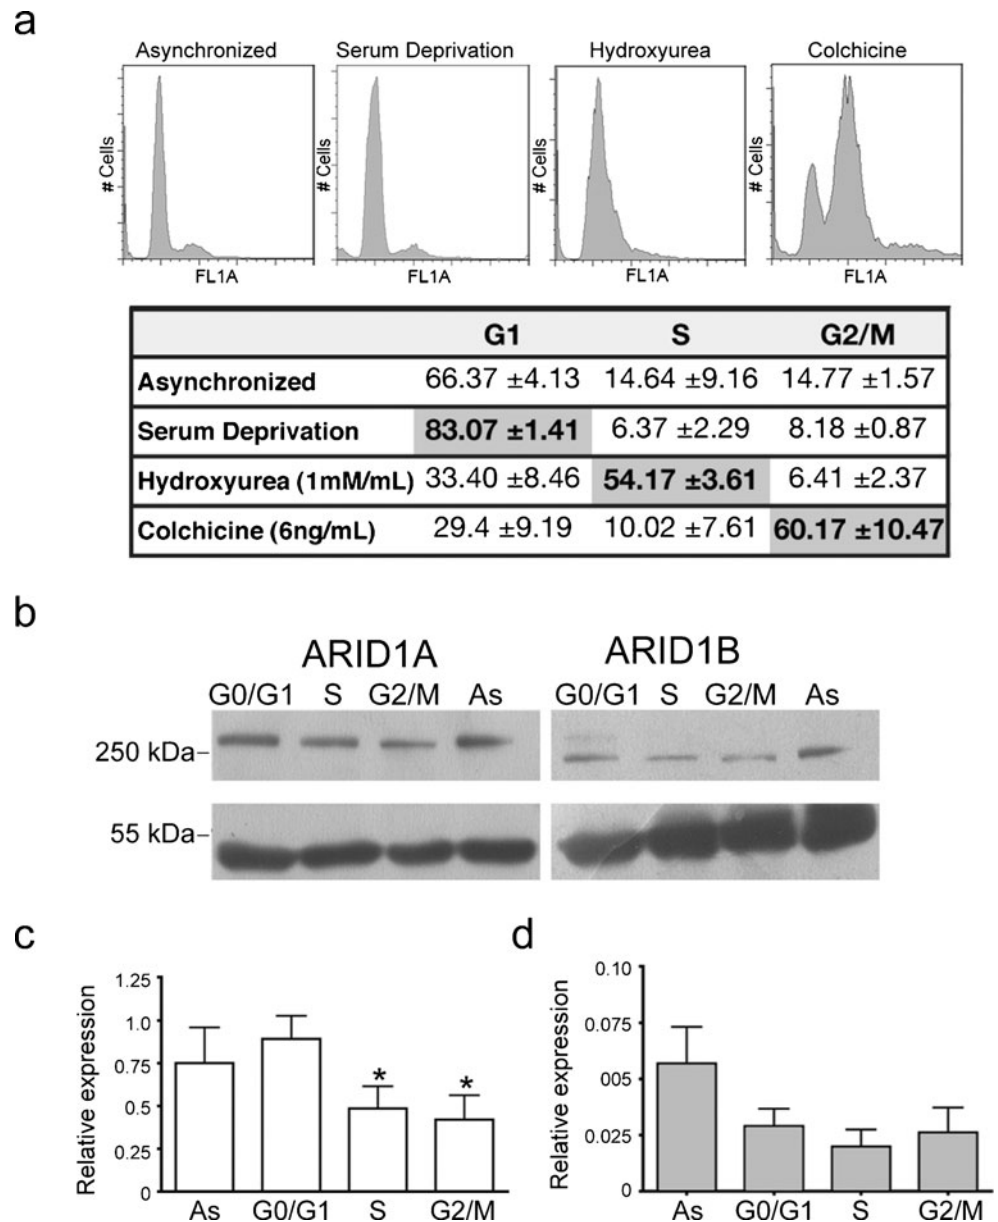 a
Asynchronized Serum Deprivation Hydroxyurea Colchicine
# Cells # Cells # Cells # Cells
FL1A FL1A FL1A FL1A
G1 S G2/M
Asynchronized 66.37 ±4.13 14.64 ±9.16 14.77 ±1.57
Serum Deprivation 83.07 ±1.41 6.37 ±2.29 8.18 ±0.87
Hydroxyurea (1mM/mL) 33.40 ±8.46 54.17 ±3.61 6.41 ±2.37
Colchicine (6ng/mL) 29.4 ±9.19 10.02 ±7.61 60.17 ±10.47
b
ARID1A ARID1B
G0/G1 S G2/M As G0/G1 S G2/M As
250 kDa–
55 kDa–
c
Relative expression
1.25
1.0
0.75
0.5
0.25
0
As G0/G1 S G2/M
* *
d
Relative expression
0.10
0.075
005
0.025
0
As G0/G1 S G2/M